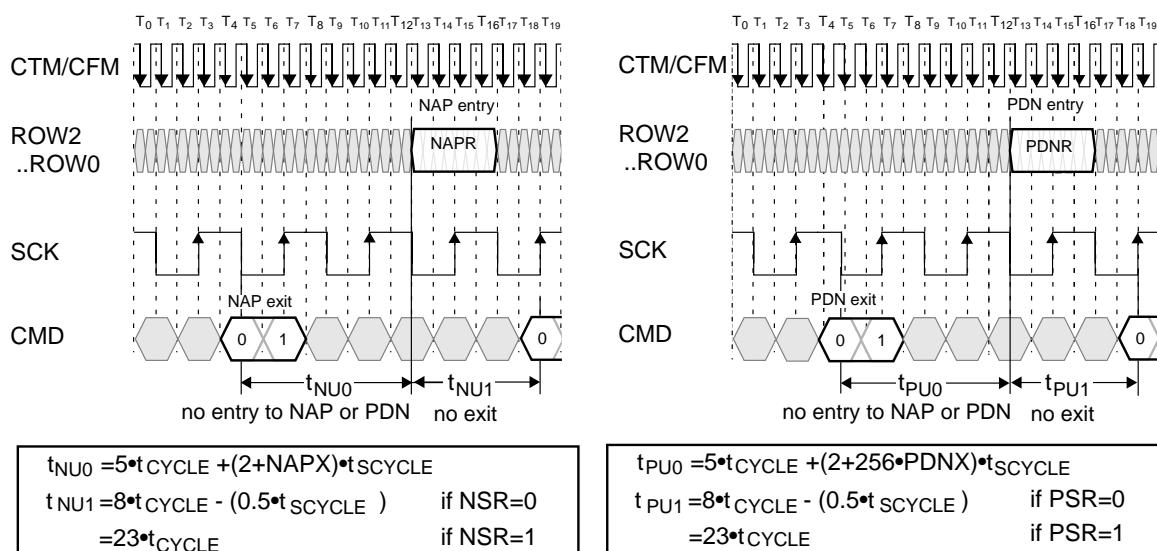 T0 T1 T2 T3 T4 T5 T6 T7 T8 T9 T10 T11 T12 T13 T14 T15 T16 T17 T18 T19
CTM/CFM
NAP entry
ROW2
..ROW0
NAPR
SCK
NAP exit
CMD
0 1 0
tNU0 tNU1
no entry to NAP or PDN no exit
tNU0 =5•tCYCLE +(2+NAPX)•tSCYCLE
tNU1 =8•tCYCLE - (0.5•tSCYCLE ) if NSR=0
=23•tCYCLE if NSR=1
T0 T1 T2 T3 T4 T5 T6 T7 T8 T9 T10 T11 T12 T13 T14 T15 T16 T17 T18 T19
CTM/CFM
PDN entry
ROW2
..ROW0
PDNR
SCK
PDN exit
CMD
0 1 0
tPU0 tPU1
no entry to NAP or PDN no exit
tPU0 =5•tCYCLE +(2+256•PDNX)•tSCYCLE
tPU1 =8•tCYCLE - (0.5•tSCYCLE ) if PSR=0
=23•tCYCLE if PSR=1